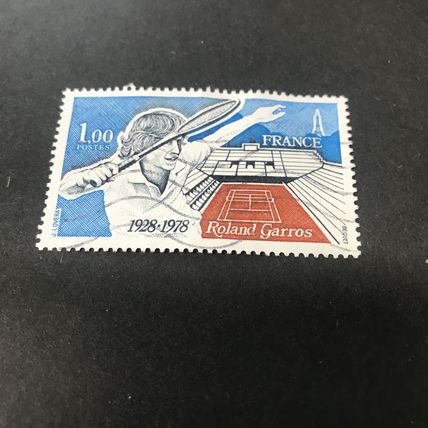 1.00
POSTES
FRANCE
1928-1978
Roland Garros